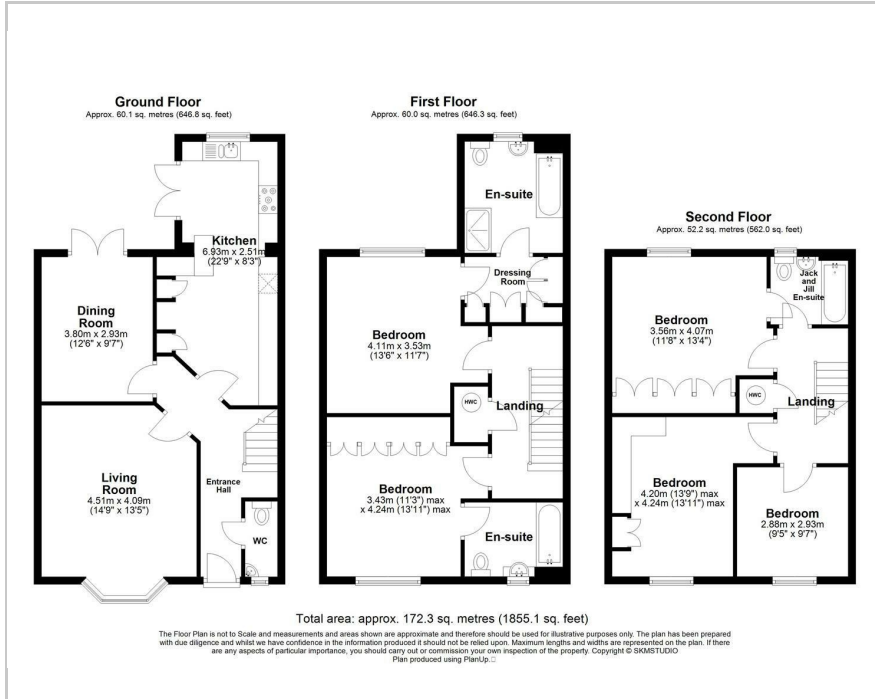 Ground Floor
Approx. 60.1 sq. metres (646.8 sq. feet)
Kitchen
6.93m x 2.51m
(22'9" x 8'3")
Dining
Room
3.80m x 2.93m
(12'6" x 9'7")
Living
Room
4.51m x 4.09m
(14'9" x 13'5")
Entrance
Hall
WC
First Floor
Approx. 60.0 sq. metres (646.3 sq. feet)
En-suite
Dressing
Room
Bedroom
4.11m x 3.53m
(13'6" x 11'7")
HWC
Landing
Bedroom
3.43m (11'3") max
x 4.24m (13'11") max
En-suite
Second Floor
Approx. 52.2 sq. metres (562.0 sq. feet)
Jack
and
Jill
En-suite
Bedroom
3.56m x 4.07m
(11'8" x 13'4")
HWC
Landing
Bedroom
4.20m (13'9") max
x 4.24m (13'11") max
Bedroom
2.88m x 2.93m
(9'5" x 9'7")
Total area: approx. 172.3 sq. metres (1855.1 sq. feet)
The Floor Plan is not to Scale and measurements and areas shown are approximate and therefore should be used for illustrative purposes only. The plan has been prepared
with due diligence and whilst we have confidence in the information produced it should not be relied upon. Maximum lengths and widths are represented on the plan. If there
are any aspects of particular importance, you should carry out or commission your own inspection of the property. Copyright © SKMSTUDIO
Plan produced using PlanUp.